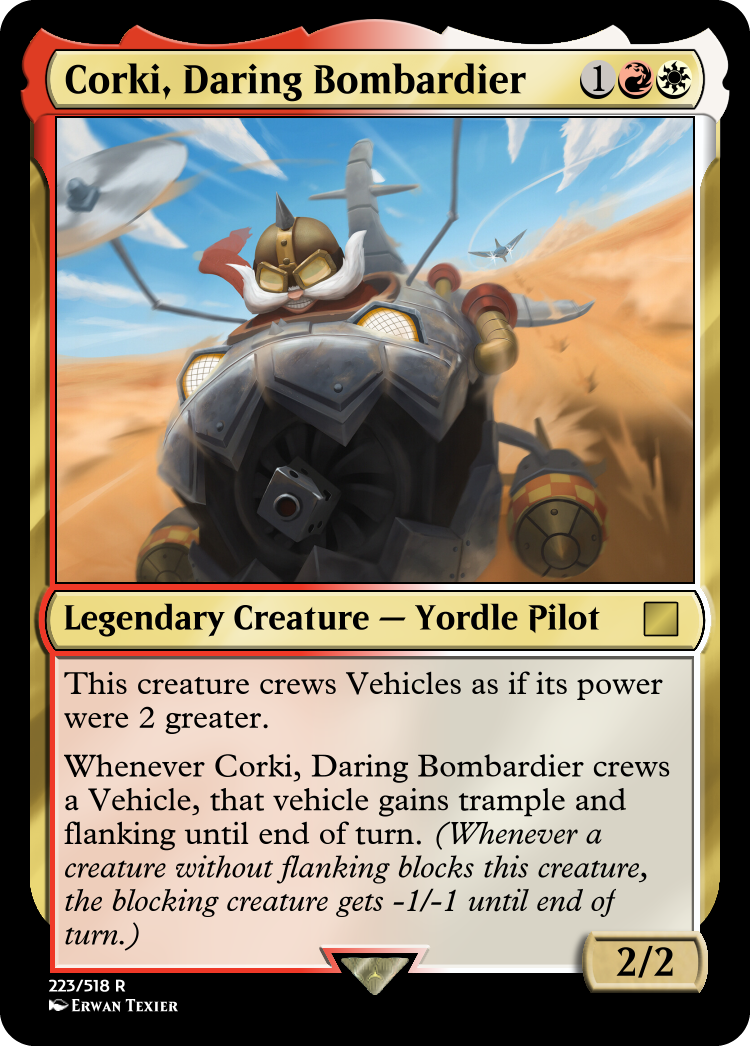 Corki, Daring Bombardier 1
Legendary Creature — Yordle Pilot
This creature crews Vehicles as if its power
were 2 greater.
Whenever Corki, Daring Bombardier crews
a Vehicle, that vehicle gains trample and
flanking until end of turn. (Whenever a
creature without flanking blocks this creature,
the blocking creature gets -1/-1 until end of
turn.)
2/2
223/518 R
Erwan Texier